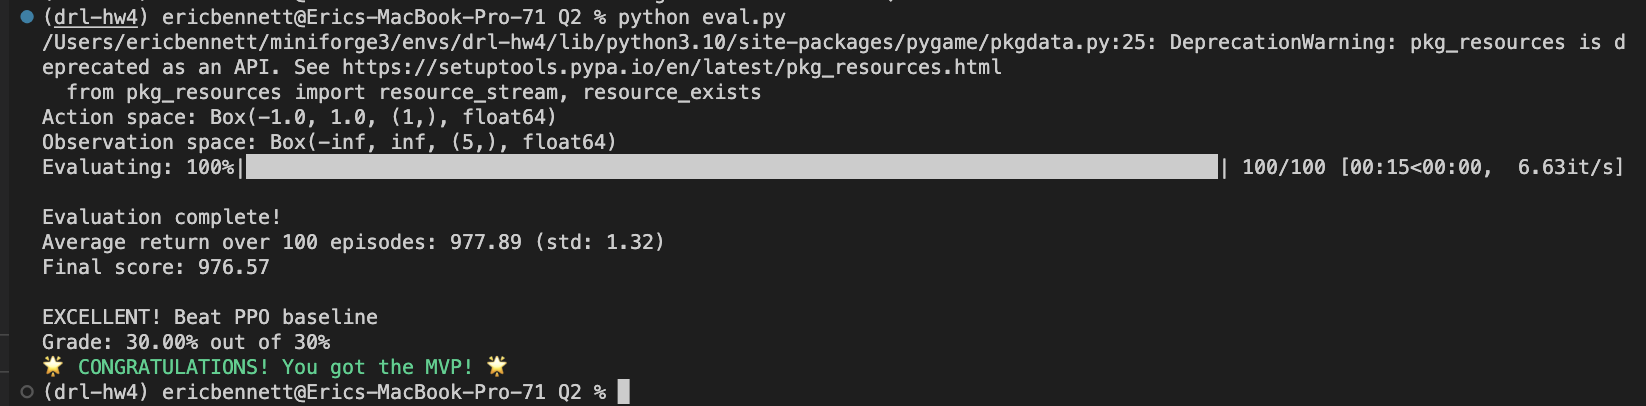 (drl-hw4) ericbennett@Erics-MacBook-Pro-71 Q2 % python eval.py
/Users/ericbennett/miniforge3/envs/drl-hw4/lib/python3.10/site-packages/pygame/pkgdata.py:25: DeprecationWarning: pkg_resources is d
eprecated as an API. See https://setuptools.pypa.io/en/latest/pkg_resources.html
  from pkg_resources import resource_stream, resource_exists
Action space: Box(-1.0, 1.0, (1,), float64)
Observation space: Box(-inf, inf, (5,), float64)
Evaluating: 100%|| 100/100 [00:15<00:00,  6.63it/s]
Evaluation complete!
Average return over 100 episodes: 977.89 (std: 1.32)
Final score: 976.57
EXCELLENT! Beat PPO baseline
Grade: 30.00% out of 30%
🌟 CONGRATULATIONS! You got the MVP! 🌟
(drl-hw4) ericbennett@Erics-MacBook-Pro-71 Q2 %